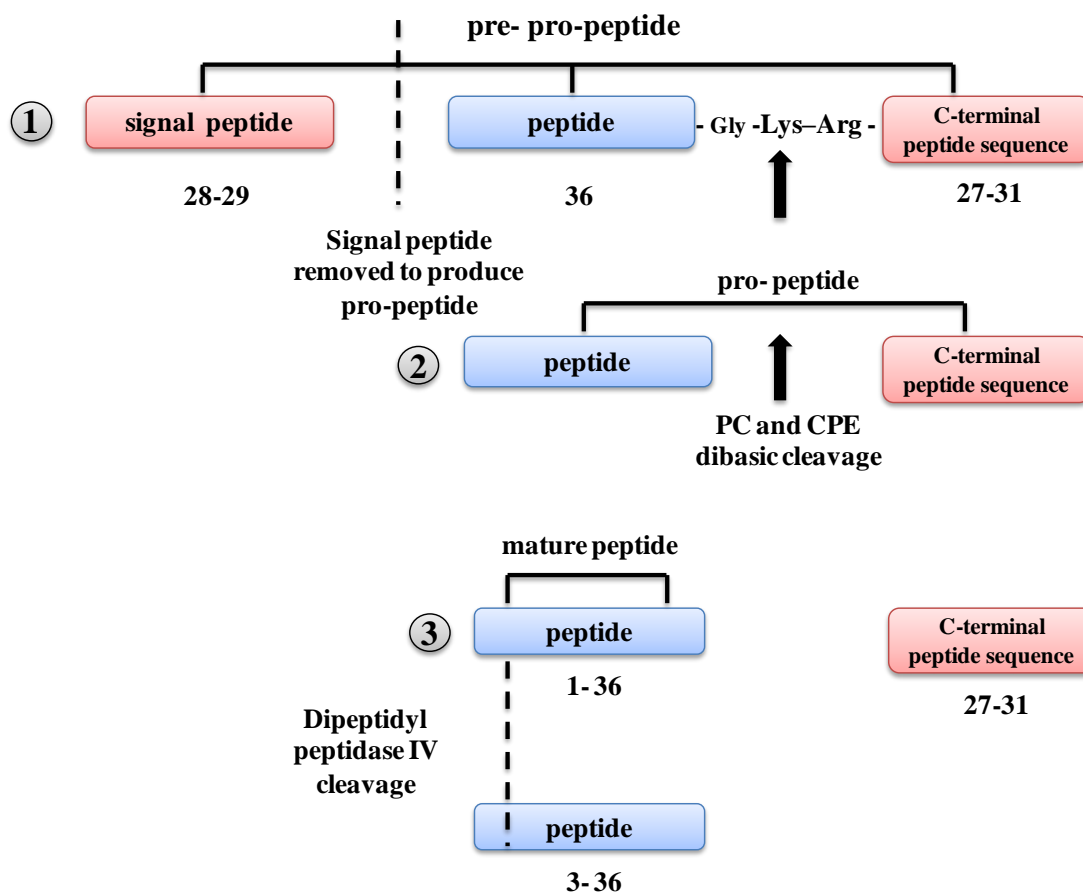 pre- pro-peptide
1
signal peptide
peptide
- Gly -Lys–Arg -
C-terminal
peptide sequence
28-29
36
27-31
Signal peptide
removed to produce
pro-peptide
pro- peptide
2
peptide
C-terminal
peptide sequence
PC and CPE
dibasic cleavage
mature peptide
3
peptide
C-terminal
peptide sequence
1- 36
27-31
Dipeptidyl
peptidase IV
cleavage
peptide
3- 36